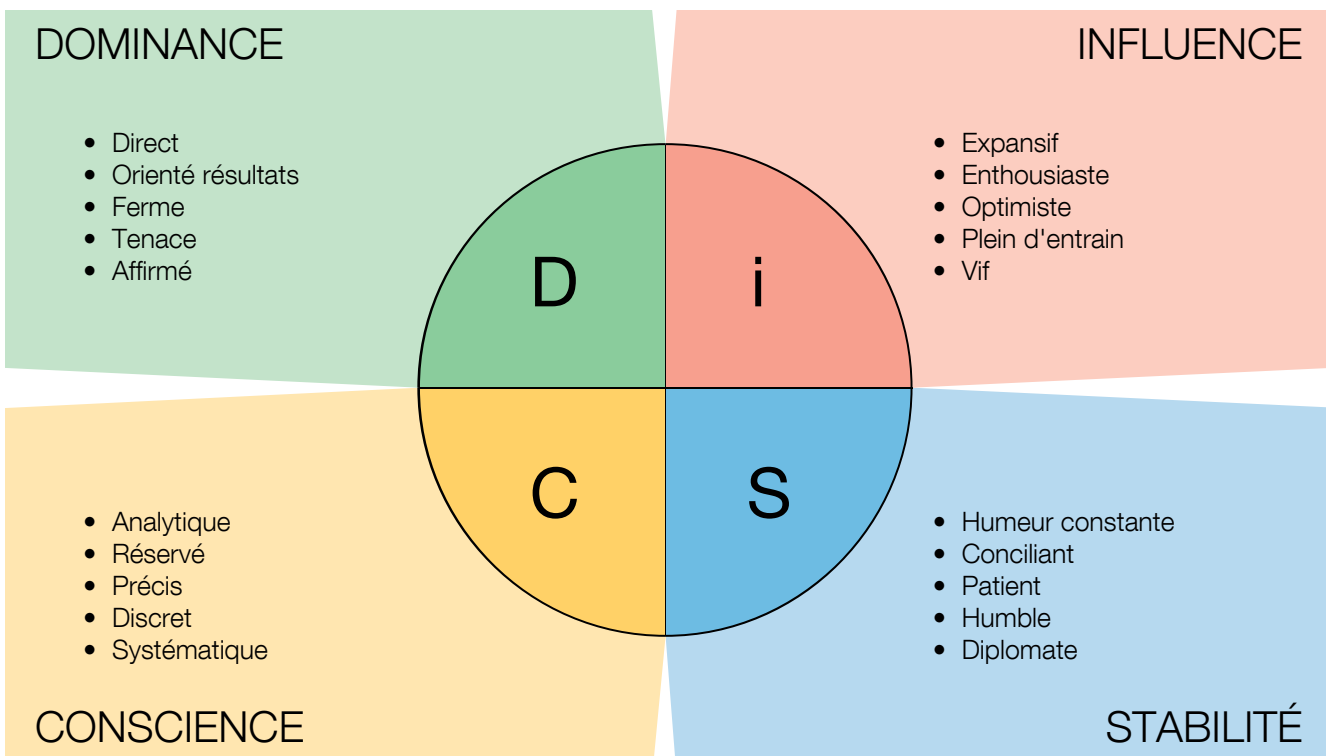 DOMINANCE
• Direct
• Orienté résultats
• Ferme
• Tenace
• Affirmé
INFLUENCE
• Expansif
• Enthousiaste
• Optimiste
• Plein d'entrain
• Vif
D
i
C
S
• Analytique
• Réservé
• Précis
• Discret
• Systématique
CONSCIENCE
• Humeur constante
• Conciliant
• Patient
• Humble
• Diplomate
STABILITÉ